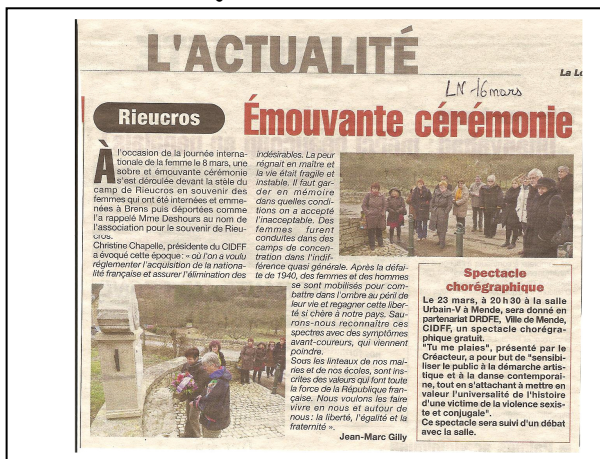 L'ACTUALITÉ
La Lo
LN 16 mars
Rieucros
Émouvante cérémonie
À l'occasion de la journée interna-
tionale de la femme le 8 mars, une
sobre et émouvante cérémonie
s'est déroulée devant la stèle du
camp de Rieucros en souvenir des
femmes qui ont été internées et emme-
nées à Brens puis déportées comme
l'a rappelé Mme Deshours au nom de
l'association pour le souvenir de Rieu-
cros.
Christine Chapelle, présidente du CIDFF
a évoqué cette époque : « où l'on a voulu
réglementer l'acquisition de la nationa-
lité française et assurer l'élimination des
indésirables. La peur
régnait en maître et
la vie était fragile et
instable. Il faut gar-
der en mémoire
dans quelles condi-
tions on a accepté
l'inacceptable. Des
femmes furent
conduites dans des
camps de concen-
tration dans l'indif-
férence quasi générale. Après la défai-
te de 1940, des femmes et des hommes
se sont mobilisés pour com-
battre dans l'ombre au péril de
leur vie et regagner cette liber-
té si chère à notre pays. Sau-
rons-nous reconnaître ces
spectres avec des symptômes
avant-coureurs, qui viennent
poindre.
Sous les linteaux de nos mai-
ries et de nos écoles, sont ins-
crites des valeurs qui font toute
la force de la République fran-
çaise. Nous voulons les faire
vivre en nous et autour de
nous : la liberté, l'égalité et la
fraternité ».
Jean-Marc Gilly
Spectacle
chorégraphique
Le 23 mars, à 20 h 30 à la salle
Urbain-V à Mende, sera donné en
partenariat DRDFE, Ville de Mende,
CIDFF, un spectacle chorégra-
phique gratuit.
"Tu me plaies", présenté par le
Créacteur, a pour but de "sensibi-
liser le public à la démarche artis-
tique et à la danse contemporai-
ne, tout en s'attachant à mettre en
valeur l'universalité de l'histoire
d'une victime de la violence sexis-
te et conjugale".
Ce spectacle sera suivi d'un débat
avec la salle.